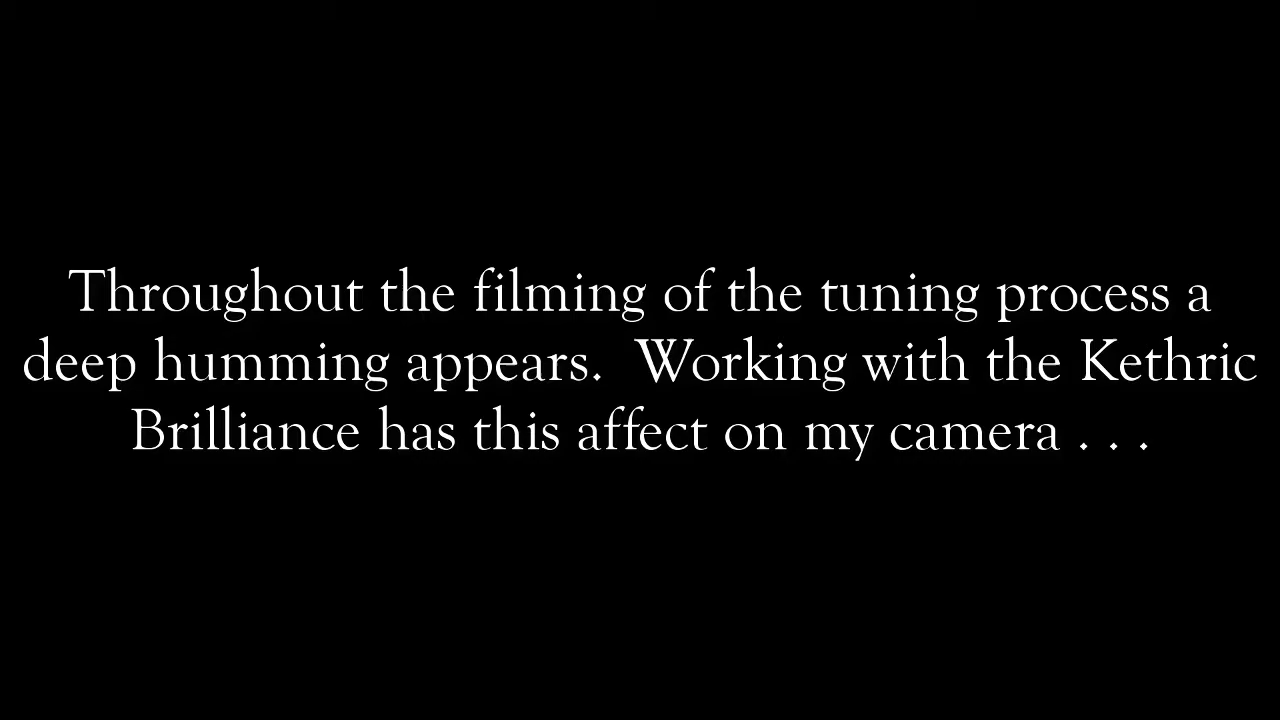 Throughout the filming of the tuning process a
deep humming appears.  Working with the Kethric
Brilliance has this affect on my camera . . .